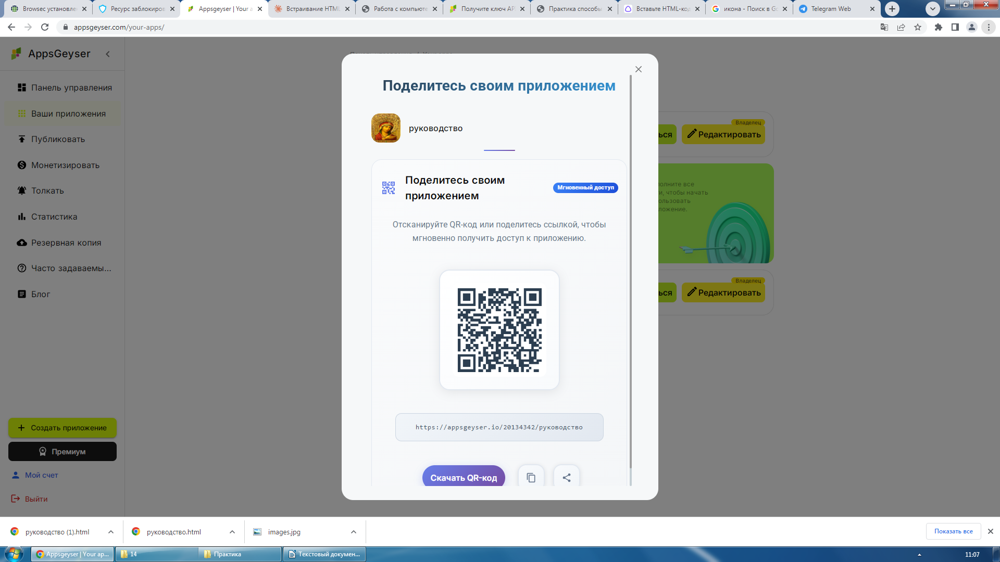 Browsec установле
Ресурс заблокиров
Appsgeyser | Your a
Встраивание HTML
Работа с компьюте
Получите ключ AP
Практика способы
Вставьте HTML-код
икона - Поиск в Go
Telegram Web
appsgeyser.com/your-apps/
AppsGeyser
Панель управления
Ваши приложения
Публиковать
Монетизировать
Толкать
Статистика
Резервная копия
Часто задаваемы...
Блог
Создать приложение
Премиум
Мой счет
Выйти
Поделитесь своим приложением
руководство
Поделитесь своим
приложением
Мгновенный доступ
Отсканируйте QR-код или поделитесь ссылкой, чтобы
мгновенно получить доступ к приложению.
https://appsgeyser.io/20134342/руководство
Скачать QR-код
Владелец
ься
Редактировать
олните все
и, чтобы начать
ользовать
ложение.
Владелец
ься
Редактировать
руководство (1).html
руководство.html
images.jpg
Показать все
Appsgeyser | Your ap...
14
Практика
Текстовый докумен...
11:07